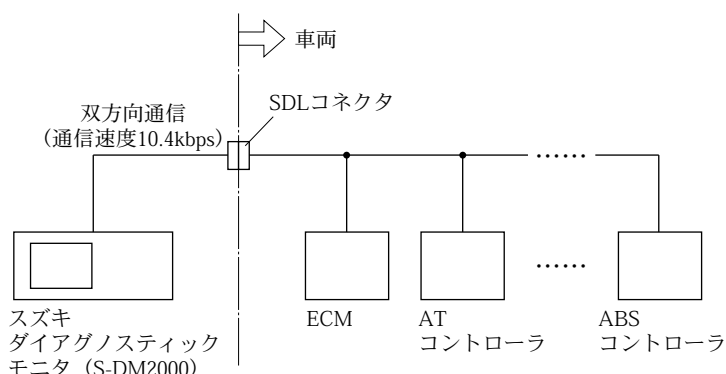 車両
SDLコネクタ
双方向通信
(通信速度10.4kbps)
スズキ
ダイアグノスティック
モニタ (S-DM2000)
ECM
AT
コントローラ
ABS
コントローラ